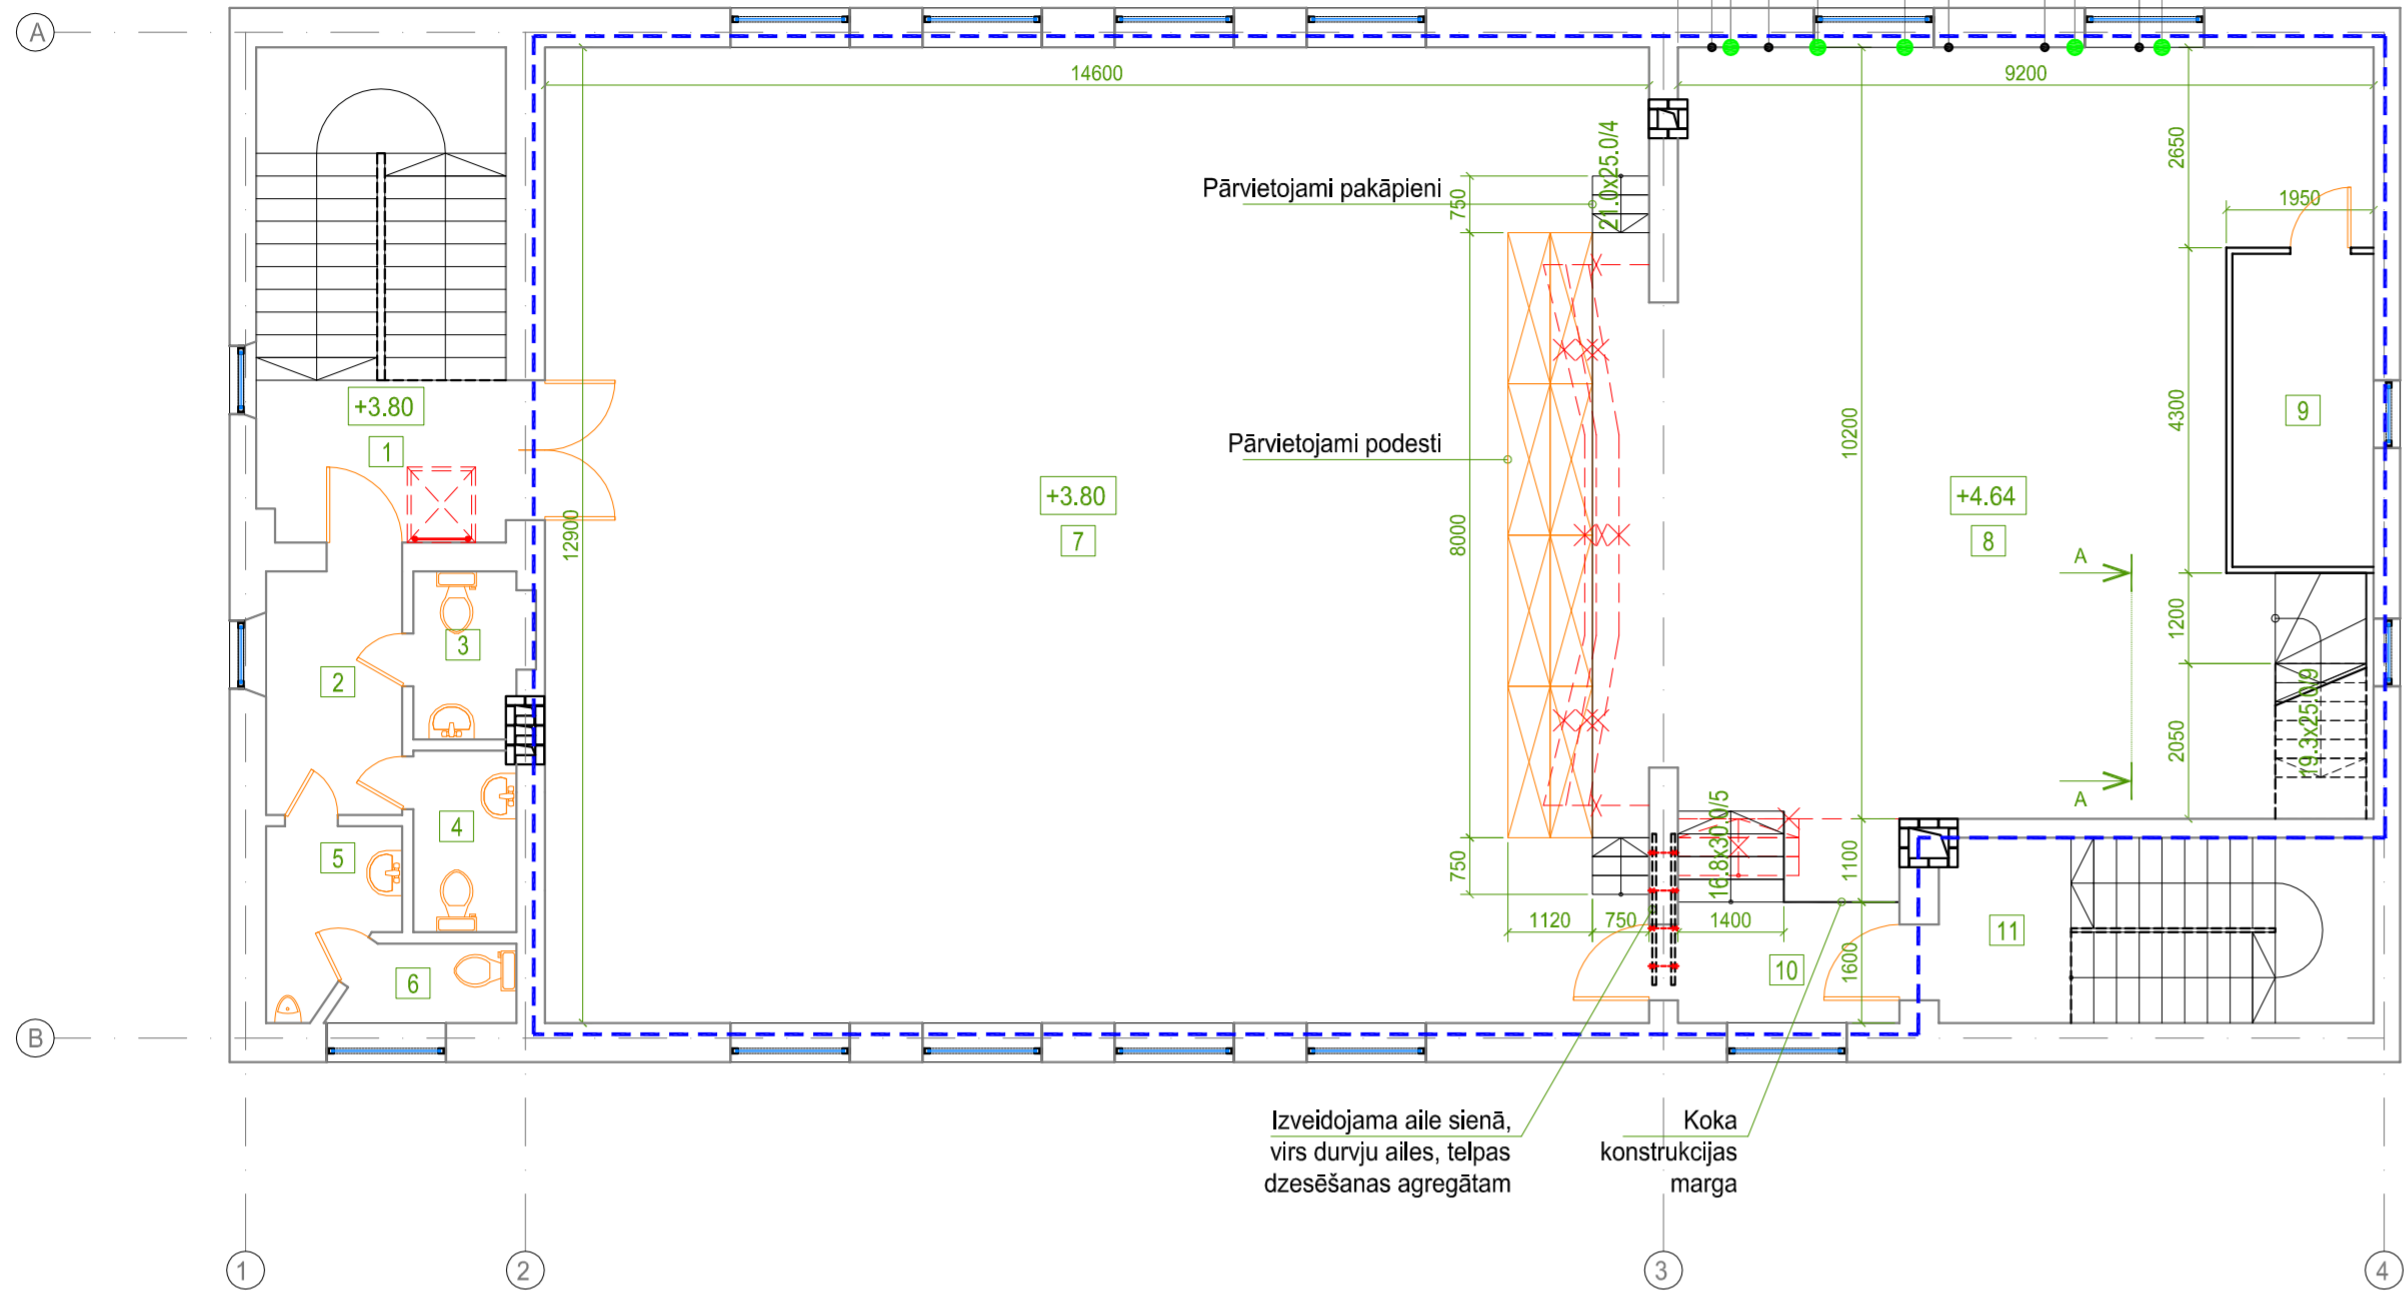 A
14600
9200
21.0x25.0/4
2650
Pārvietojami pakāpieni
750
1950
+3.80
1
10200
4300
9
Pārvietojami podesti
+3.80
7
+4.64
8
12900
8000
A
1200
3
2
19.3x25.0/9
2050
A
4
5
16.8x30.0/5
750
1100
1120
750
1400
11
6
10
1600
B
Izveidojama aile sienā,
virs durvju ailes, telpas
dzesēšanas agregātam
Koka
konstrukcijas
marga
1
2
3
4